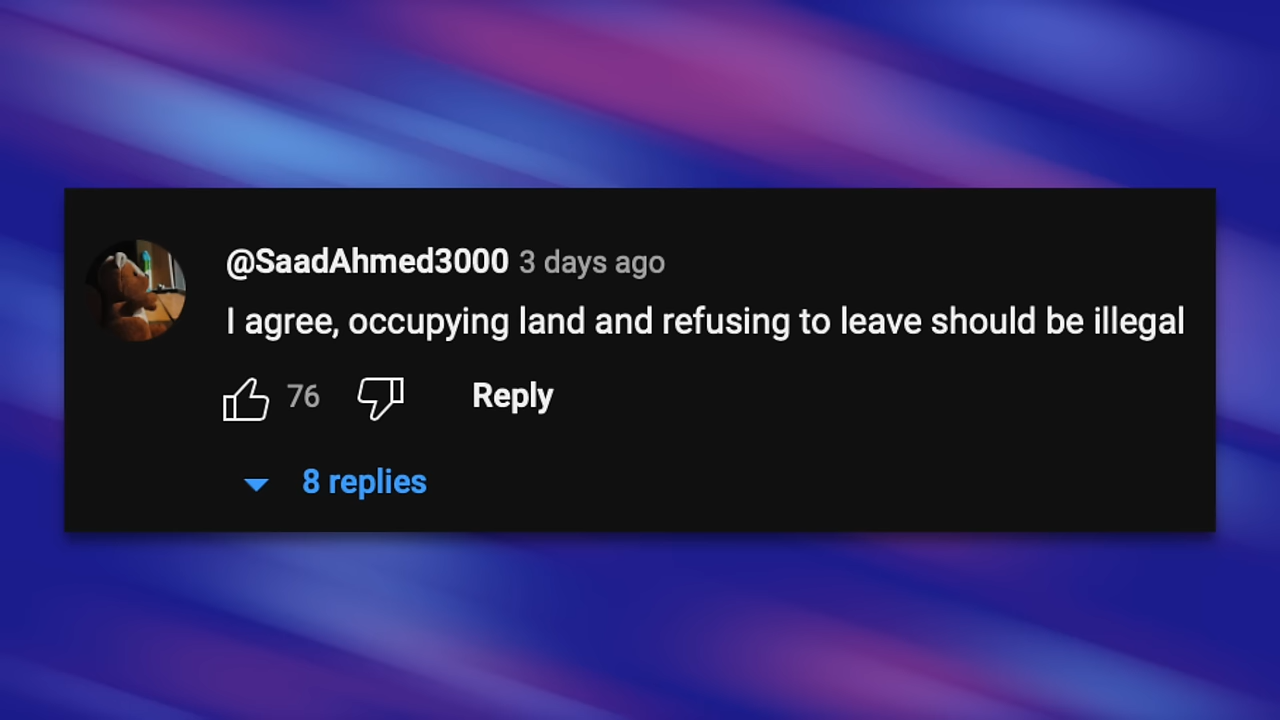 @SaadAhmed3000 3 days ago
I agree, occupying land and refusing to leave should be illegal
76 Reply
8 replies